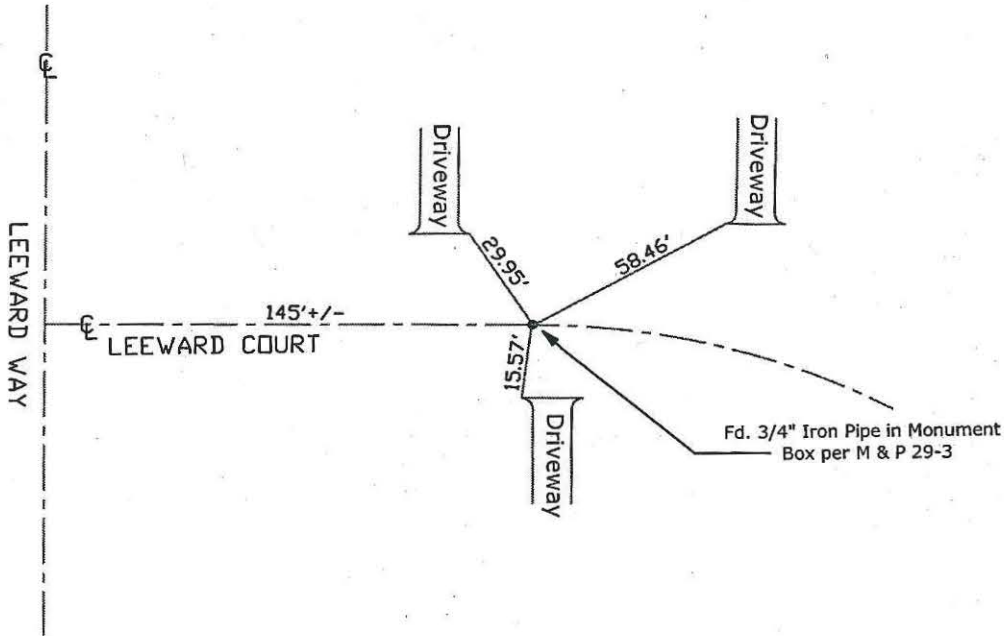 ℄
Driveway
Driveway
29.95'
58.46'
LEEWARD WAY
145'+/-
℄
LEEWARD COURT
15.57'
Driveway
Fd. 3/4" Iron Pipe in Monument
Box per M & P 29-3